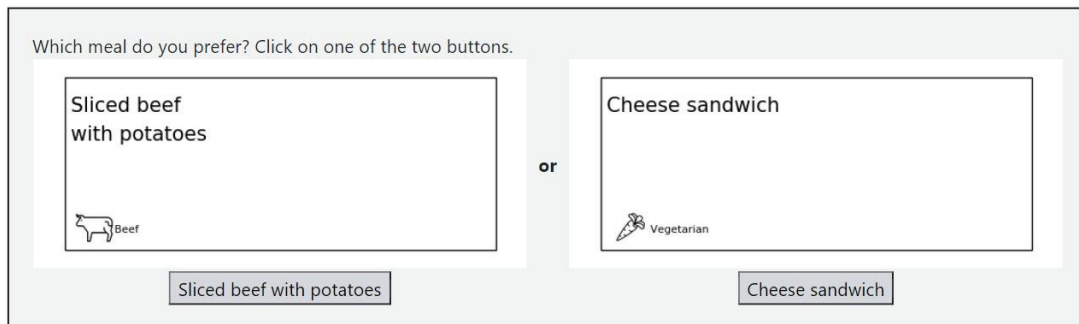 Which meal do you prefer? Click on one of the two buttons.
Sliced beef
with potatoes
Beef
Sliced beef with potatoes
or
Cheese sandwich
Vegetarian
Cheese sandwich